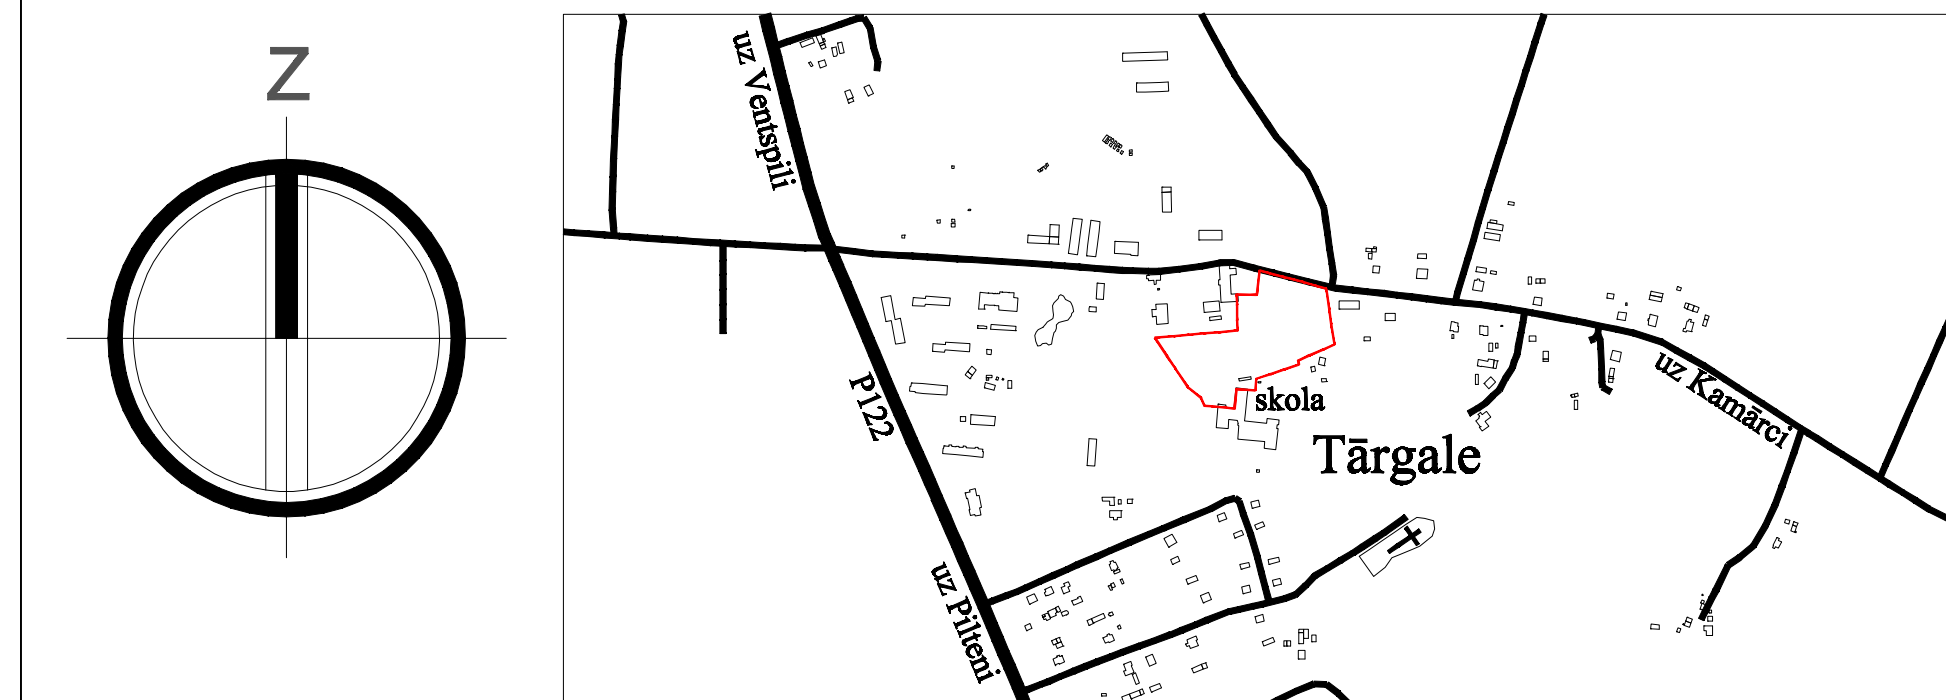 Z
uz Ventspili
P122
uz Kamārci
skola
Tārgale
uz Pilteni